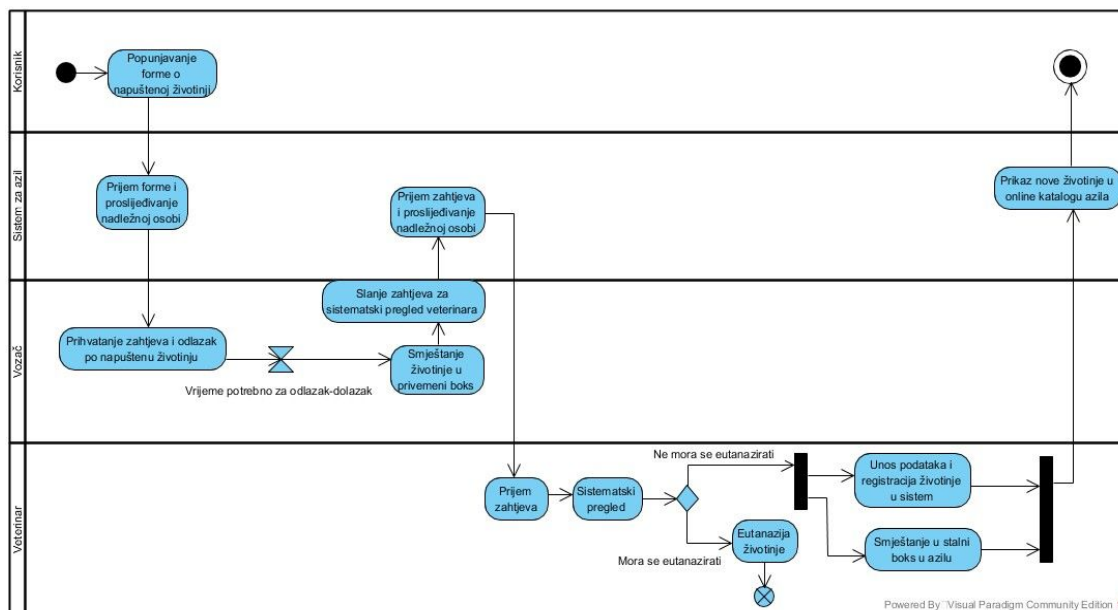 Korisnik
Popunjavanje
forme o
napuštenoj životinji
Sistem za azil
Prijem forme i
proslijeđivanje
nadležnoj osobi
Prijem zahtjeva
i proslijeđivanje
nadležnoj osobi
Prikaz nove životinje u
online katalogu azila
Vozač
Slanje zahtjeva za
sistematski pregled veterinara
Prihvatanje zahtjeva i odlazak
po napuštenu životinju
Smještanje
životinje u
privemeni boks
Vrijeme potrebno za odlazak-dolazak
Veterinar
Ne mora se eutanazirati
Prijem
zahtjeva
Sistematski
pregled
Unos podataka i
registracija životinje
u sistem
Eutanazija
životinje
Mora se eutanazirati
Smještanje u stalni
boks u azilu
Powered By Visual Paradigm Community Edition